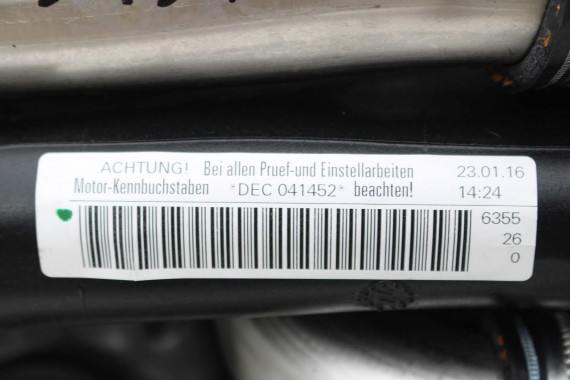 ACHTUNG! Bei allen Pruef-und Einstellarbeiten 23.01.16
Motor-Kennbuchstaben *DEC 041452* beachten! 14:24
6355
26
0